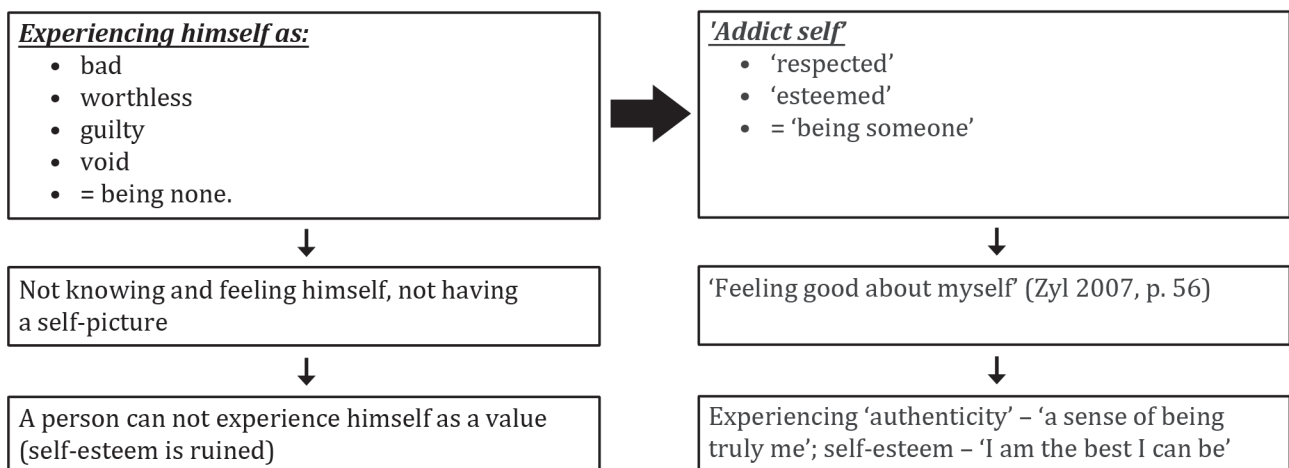 Experiencing himself as:
• bad
• worthless
• guilty
• void
• = being none.
Not knowing and feeling himself, not having
a self-picture
A person can not experience himself as a value
(self-esteem is ruined)
'Addict self'
• ‘respected’
• ‘esteemed’
• = ‘being someone’
‘Feeling good about myself’ (Zyl 2007, p. 56)
Experiencing ‘authenticity’ – ‘a sense of being
truly me’; self-esteem – ‘I am the best I can be’